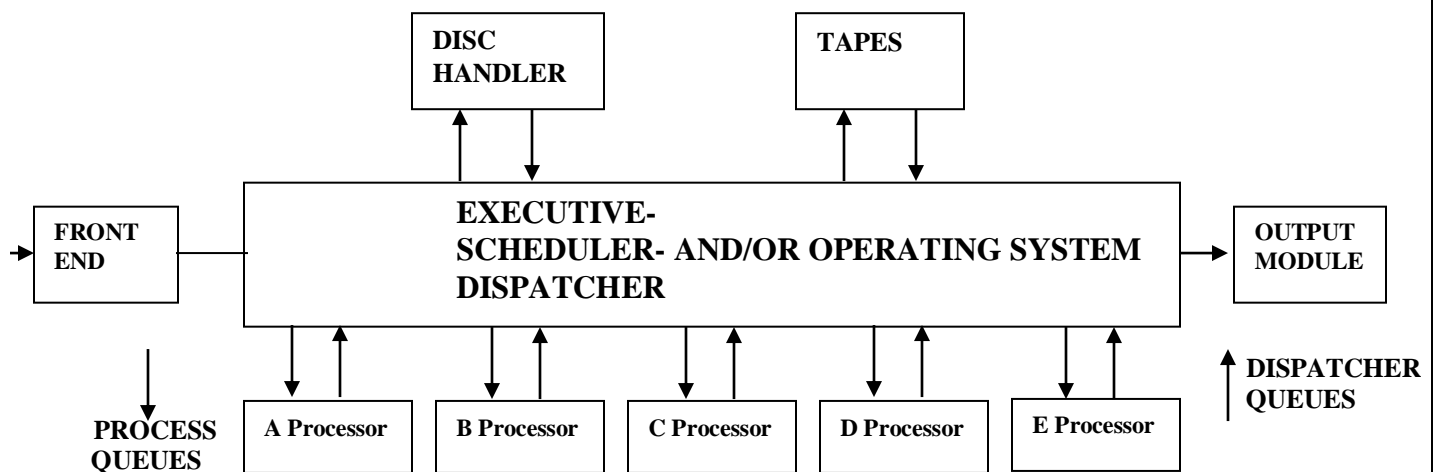 DISC
HANDLER
TAPES
FRONT
END
EXECUTIVE-
SCHEDULER- AND/OR OPERATING SYSTEM
DISPATCHER
OUTPUT
MODULE
PROCESS
QUEUES
A Processor
B Processor
C Processor
D Processor
E Processor
DISPATCHER
QUEUES